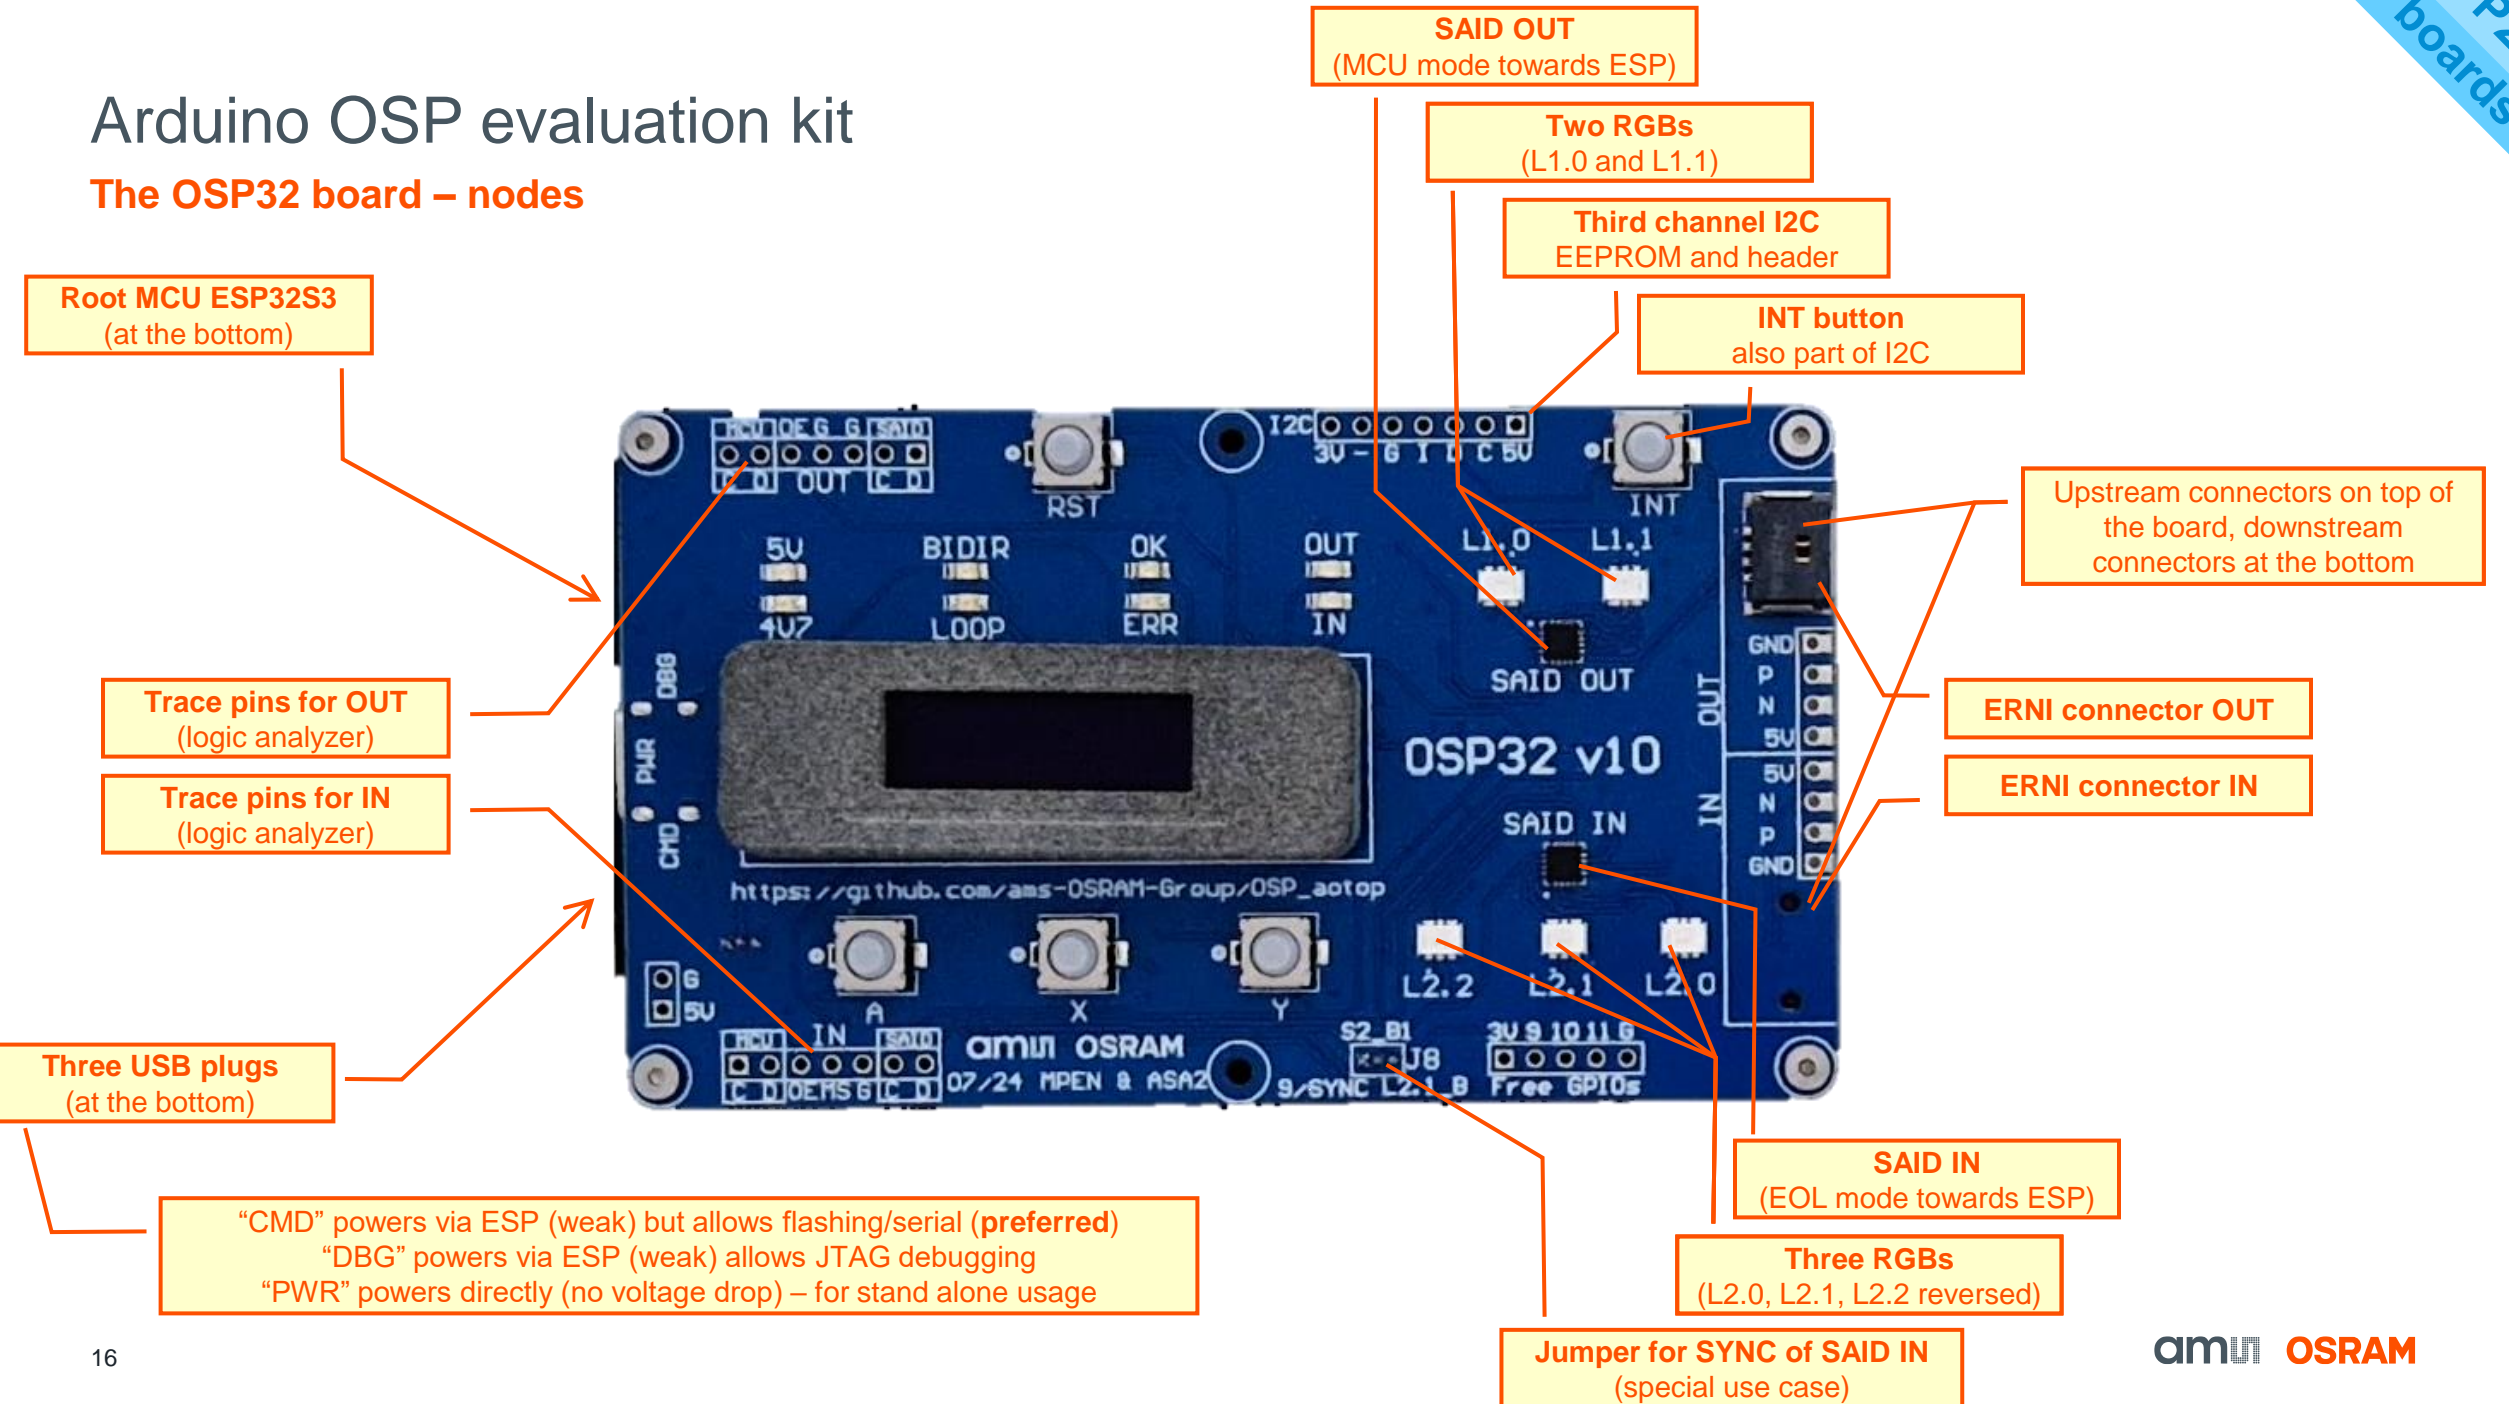 Arduino OSP evaluation kit
The OSP32 board – nodes
boards
SAID OUT
(MCU mode towards ESP)
Two RGBs
(L1.0 and L1.1)
Third channel I2C
EEPROM and header
INT button
also part of I2C
Root MCU ESP32S3
(at the bottom)
Upstream connectors on top of
the board, downstream
connectors at the bottom
Trace pins for OUT
(logic analyzer)
Trace pins for IN
(logic analyzer)
ERNI connector OUT
ERNI connector IN
Three USB plugs
(at the bottom)
“CMD” powers via ESP (weak) but allows flashing/serial (preferred)
“DBG” powers via ESP (weak) allows JTAG debugging
“PWR” powers directly (no voltage drop) – for stand alone usage
SAID IN
(EOL mode towards ESP)
Three RGBs
(L2.0, L2.1, L2.2 reversed)
Jumper for SYNC of SAID IN
(special use case)
MCU OE G G SAID
C D OUT C D
RST
I2C
3V - G I D C 5V
INT
5V BIDIR OK OUT L1.0 L1.1
4V7 LOOP ERR IN
SAID OUT
GND
P
N
5V
OUT
5V
N
P
GND
IN
DBG
PWR
CMD
OSP32 v10
SAID IN
https://github.com/ams-OSRAM-Group/OSP_aotop
L2.2 L2.1 L2.0
G
5V
A X Y
MCU IN SAID
C D OE MS G C D
am OSRAM
07/24 MPEN & ASA2
S2_B1
J8
9/SYNC L2.1_B
3V 9 10 11 G
Free GPIOs
16
am OSRAM